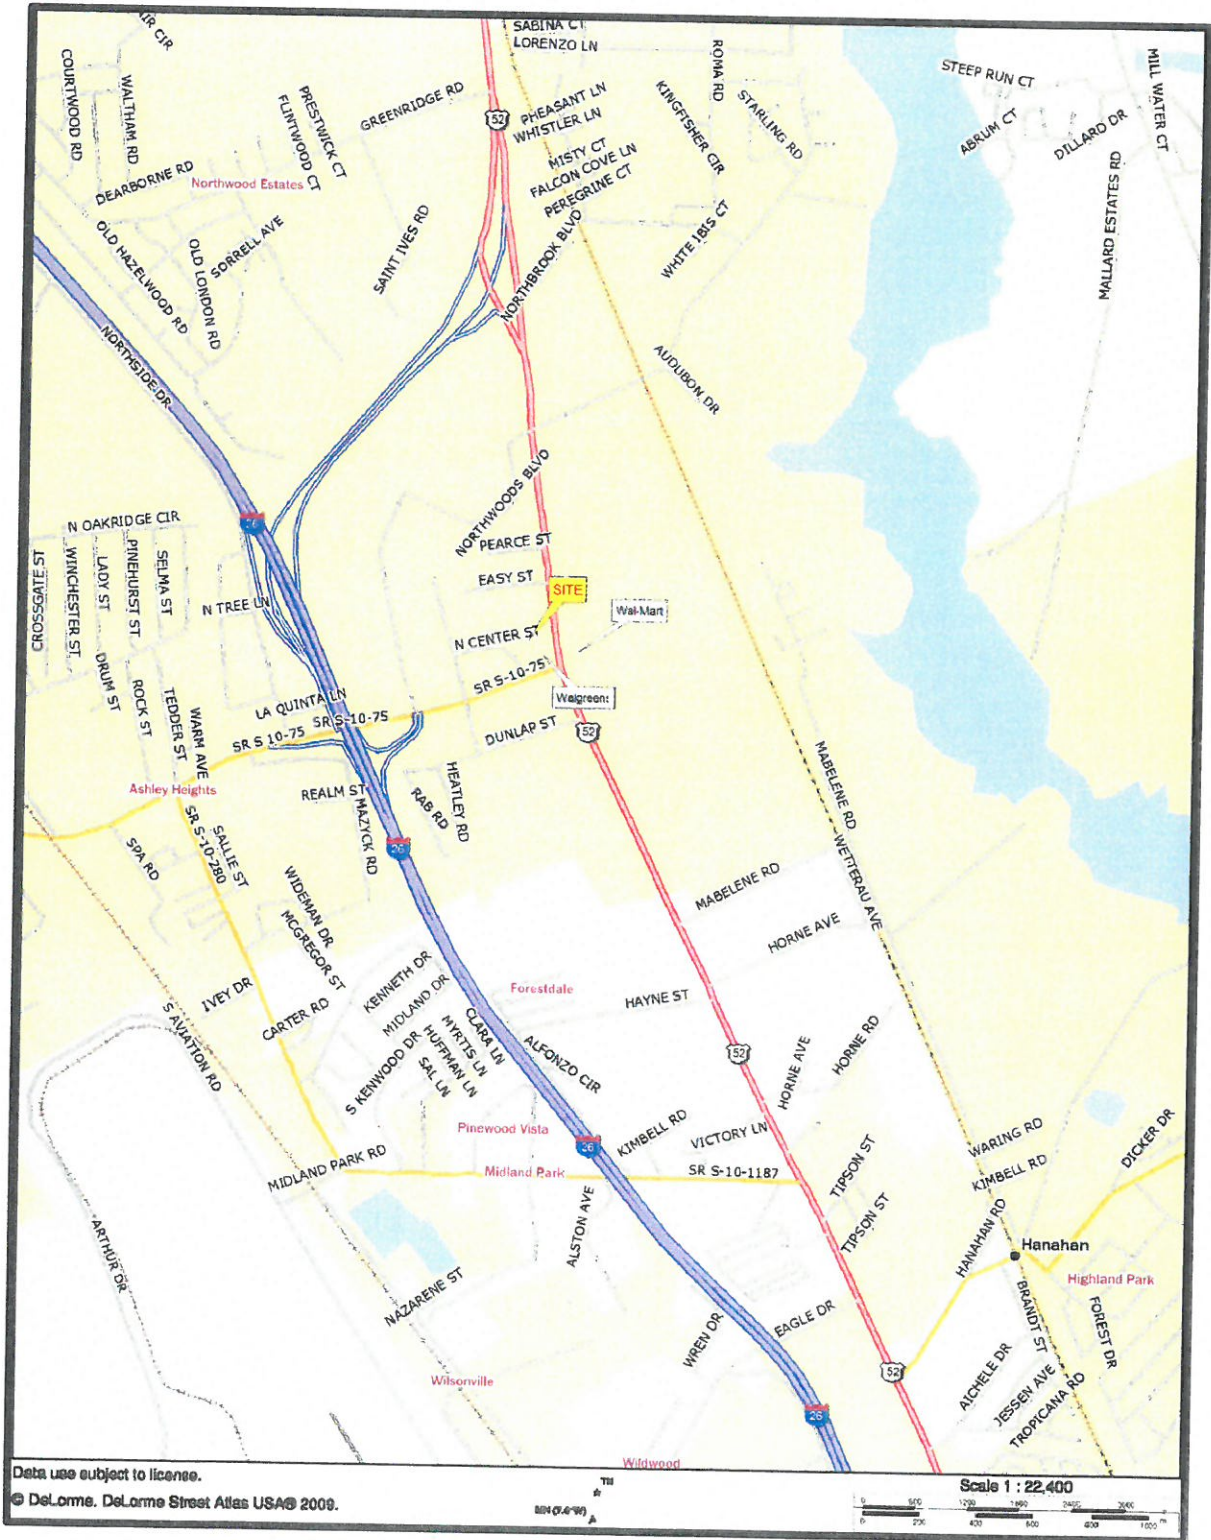 SABINA CT
LORENZO LN
COURTWOOD RD
WALTHAM RD
PRESTWICK CT
FLINTWOOD CT
GREENRIDGE RD
52
PHEASANT LN
WHISTLER LN
MISTY CT
FALCON COVE LN
PEREGRINE CT
ROMA RD
KINGFISHER CIR
STARLING RD
STEEP RUN CT
ABRUM CT
DILLARD DR
MILL WATER CT
MALLARD ESTATES RD
DEARBORNE RD
Northwood Estates
OLD HAZELWOOD RD
OLD LONDON RD
SORRELL AVE
SAINT IVES RD
NORTHBROOK BLVD
WHITE IBIS CT
NORTHSIDE DR
AUDUBON DR
NORTHWOODS BLVD
N OAKRIDGE CIR
26
CROSSGATE ST
WINCHESTER ST
LADY ST
PINEHURST ST
SELMA ST
N TREE LN
PEARCE ST
EASY ST
SITE
Wal-Mart
N CENTER ST
DRUM ST
ROCK ST
TEDDER ST
WARM AVE
LA QUINTA LN
SR S-10-75
SR S-10-75
SR S 10-75
Walgreen:
DUNLAP ST
52
Ashley Heights
REALM ST
MAZYCK RD
RAB RD
HEATLEY RD
MABELENE RD
SR S-10-280
SALLIE ST
SPA RD
26
WETTERAU AVE
WIDEMAN DR
MCGREGOR ST
MABELENE RD
HORNE AVE
IVEY DR
CARTER RD
KENNETH DR
MIDLAND DR
S KENWOOD DR
CLARA LN
MYRTIS LN
HUFFMAN LN
SAL LN
Forestdale
HAYNE ST
ALFONZO CIR
52
HORNE AVE
HORNE RD
S AVIATION RD
Pinewood Vista
KIMBELL RD
26
VICTORY LN
MIDLAND PARK RD
Midland Park
SR S-10-1187
TIPSON ST
TIPSON ST
WARING RD
KIMBELL RD
DICKER DR
ALSTON AVE
HANAHAN RD
Hanahan
Highland Park
ARTHUR DR
NAZARENE ST
WREN DR
EAGLE DR
BRANDT ST
FOREST DR
Wilsonville
52
AICHELE DR
JESSEN AVE
TROPICANA RD
26
Wildwood
Data use subject to license.
© DeLorme. DeLorme Street Atlas USA® 2009.
TN
Scale 1 : 22,400